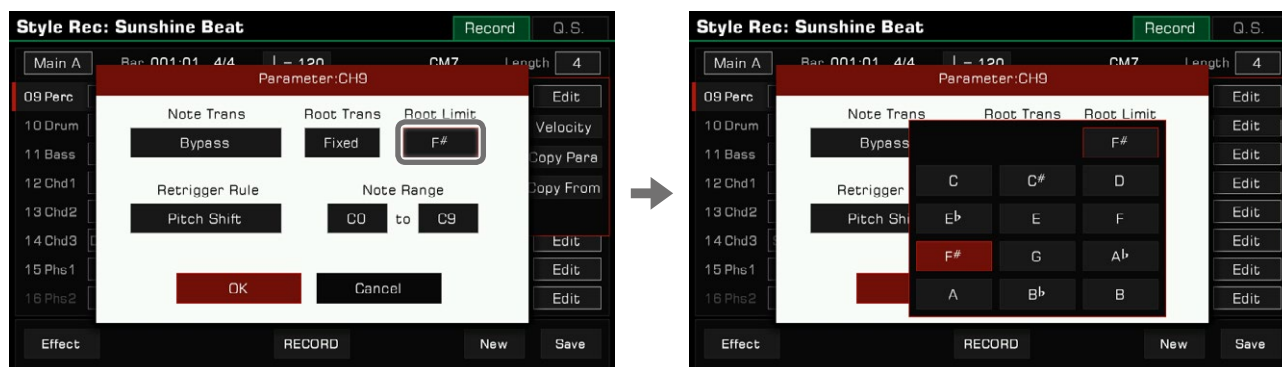 Style Rec: Sunshine Beat Record Q.S.
Main A Bar 001:01 4/4 = 120 CM7 Length 4
Parameter:CH9
09 Perc Edit
Note Trans Root Trans Root Limit
10 Drum Bypass Fixed F# Velocity
11 Bass Copy Para
12 Chd1 Retrigger Rule Note Range Copy From
13 Chd2 Pitch Shift C0 to C9
14 Chd3 Edit
15 Phs1 Edit
OK Cancel
16 Phs2 Edit
Effect RECORD New Save
Style Rec: Sunshine Beat Record Q.S.
Main A Bar 001:01 4/4 = 120 CM7 Length 4
Parameter:CH9
09 Perc Edit
Note Trans Root Trans Root Limit
10 Drum Bypass F# Edit
11 Bass Edit
12 Chd1 Retrigger C C# D Edit
13 Chd2 Pitch Shi E♭ E F Edit
14 Chd3 F# G A♭ Edit
15 Phs1 Edit
16 Phs2 A B♭ B Edit
Effect RECORD New Save